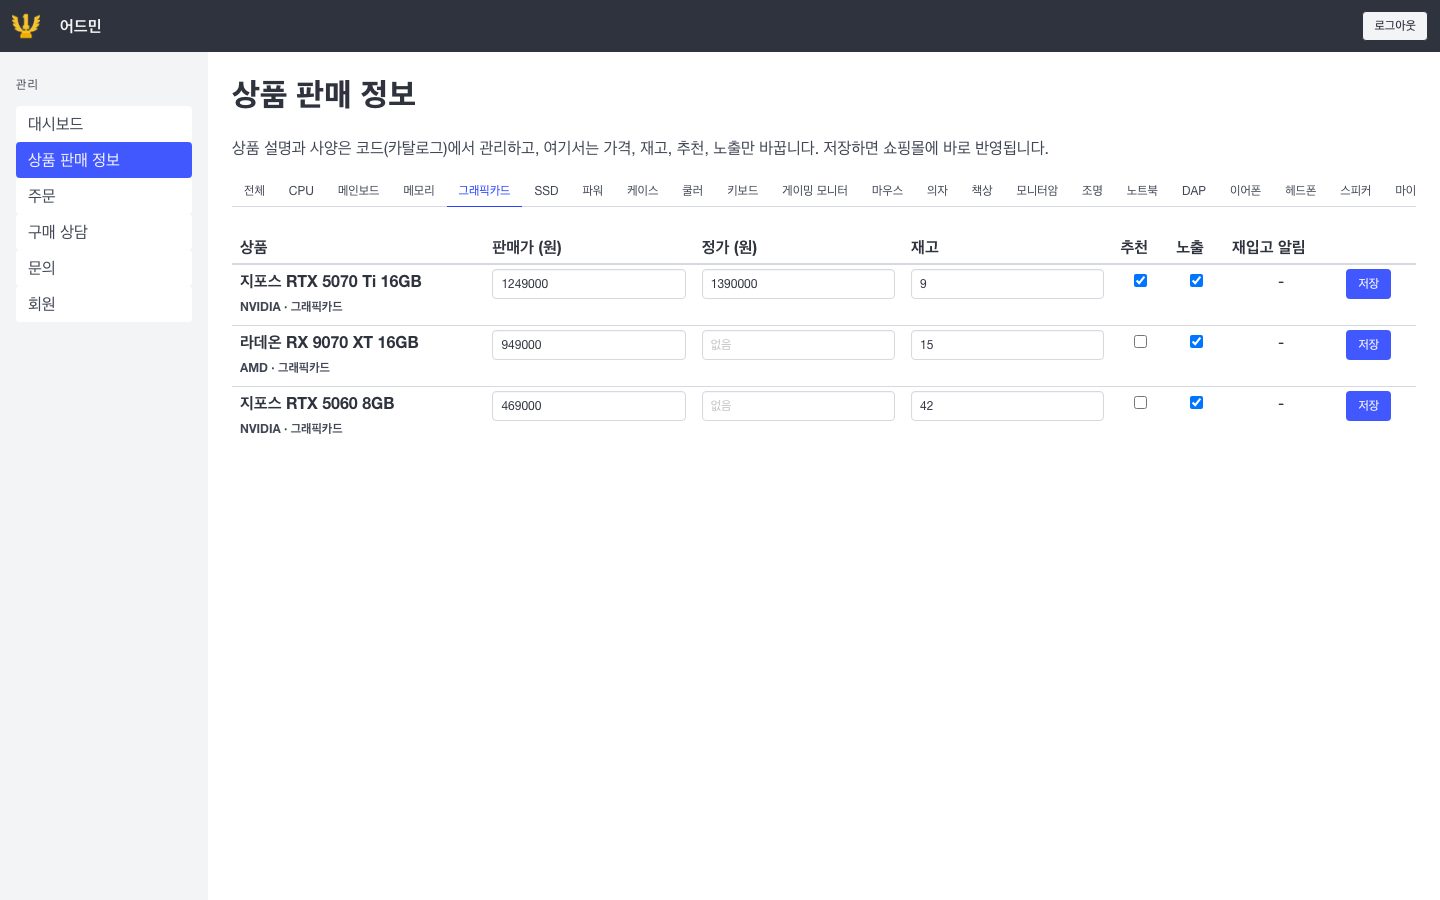 어드민
로그아웃
관리
대시보드
상품 판매 정보
주문
구매 상담
문의
회원
상품 판매 정보
상품 설명과 사양은 코드(카탈로그)에서 관리하고, 여기서는 가격, 재고, 추천, 노출만 바꿉니다. 저장하면 쇼핑몰에 바로 반영됩니다.
전체 CPU 메인보드 메모리 그래픽카드 SSD 파워 케이스 쿨러 키보드 게이밍 모니터 마우스 의자 책상 모니터암 조명 노트북 DAP 이어폰 헤드폰 스피커 마이
상품 판매가 (원) 정가 (원) 재고 추천 노출 재입고 알림
지포스 RTX 5070 Ti 16GB 1249000 1390000 9 - 저장
NVIDIA · 그래픽카드
라데온 RX 9070 XT 16GB 949000 없음 15 - 저장
AMD · 그래픽카드
지포스 RTX 5060 8GB 469000 없음 42 - 저장
NVIDIA · 그래픽카드